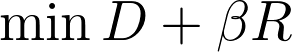 min D + βR